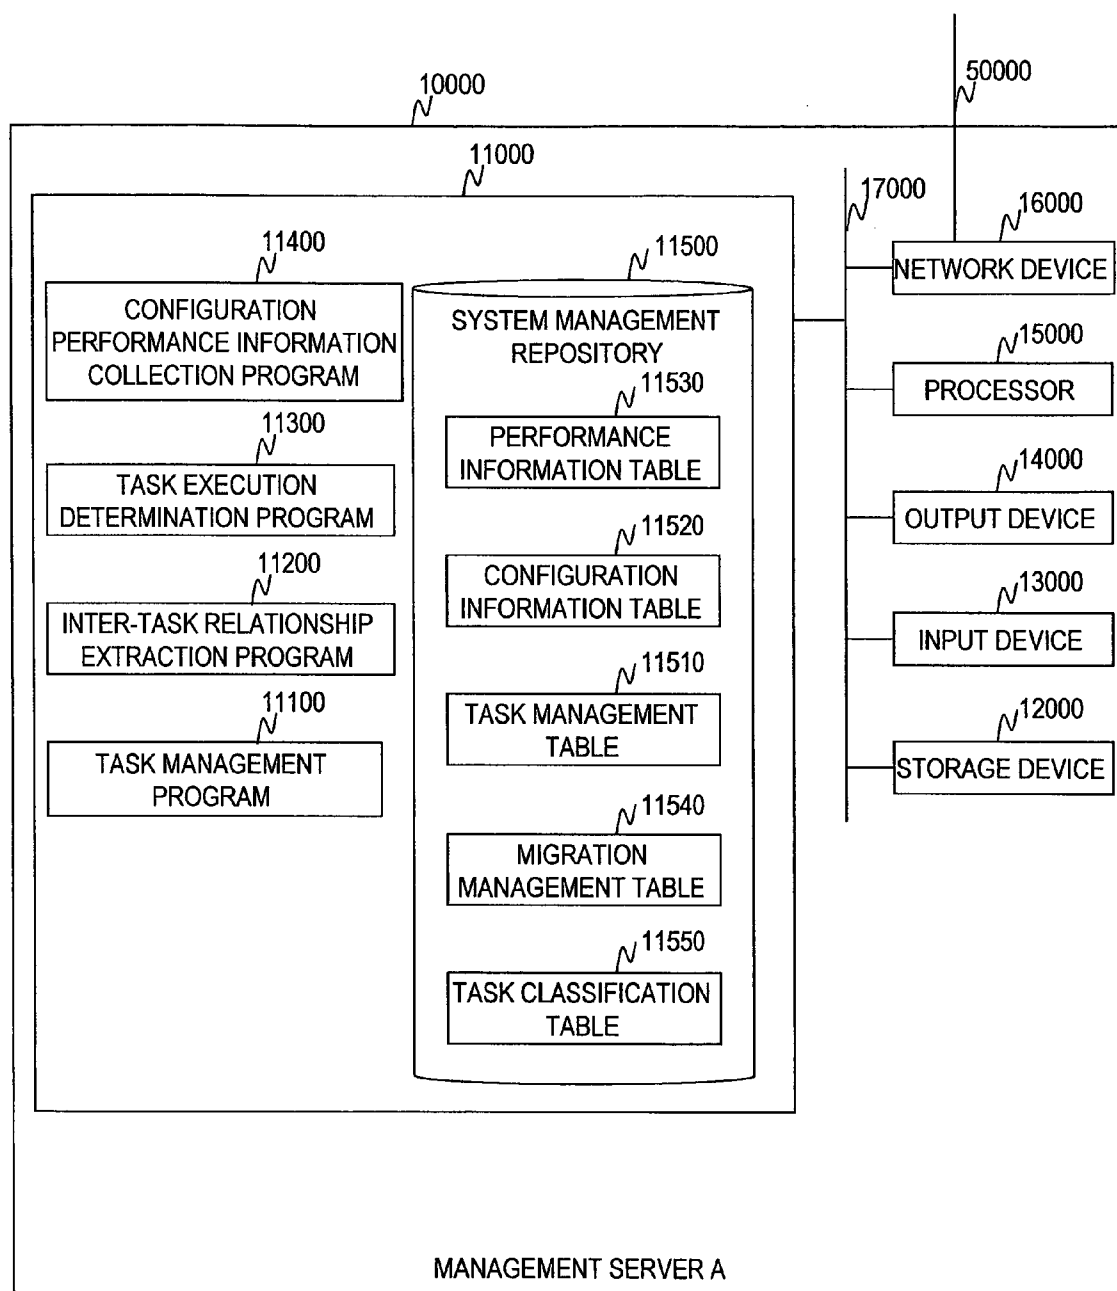 10000
50000
11000
17000
16000
NETWORK DEVICE
11400
CONFIGURATION
PERFORMANCE INFORMATION
COLLECTION PROGRAM
11500
SYSTEM MANAGEMENT
REPOSITORY
15000
PROCESSOR
11530
PERFORMANCE
INFORMATION TABLE
11300
TASK EXECUTION
DETERMINATION PROGRAM
14000
OUTPUT DEVICE
11520
CONFIGURATION
INFORMATION TABLE
11200
INTER-TASK RELATIONSHIP
EXTRACTION PROGRAM
13000
INPUT DEVICE
11510
TASK MANAGEMENT
TABLE
11100
TASK MANAGEMENT
PROGRAM
12000
STORAGE DEVICE
11540
MIGRATION
MANAGEMENT TABLE
11550
TASK CLASSIFICATION
TABLE
MANAGEMENT SERVER A